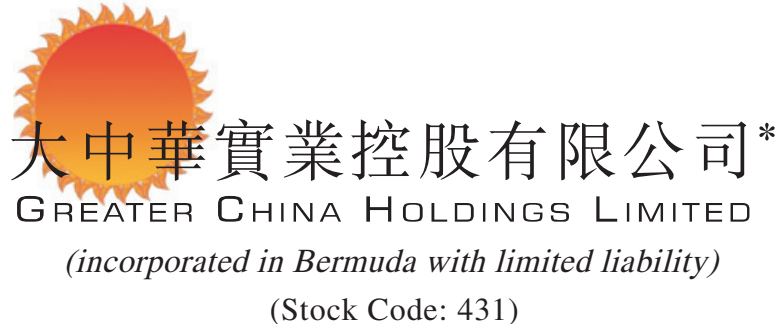 大中華實業控股有限公司*
GREATER CHINA HOLDINGS LIMITED
(incorporated in Bermuda with limited liability)
(Stock Code: 431)